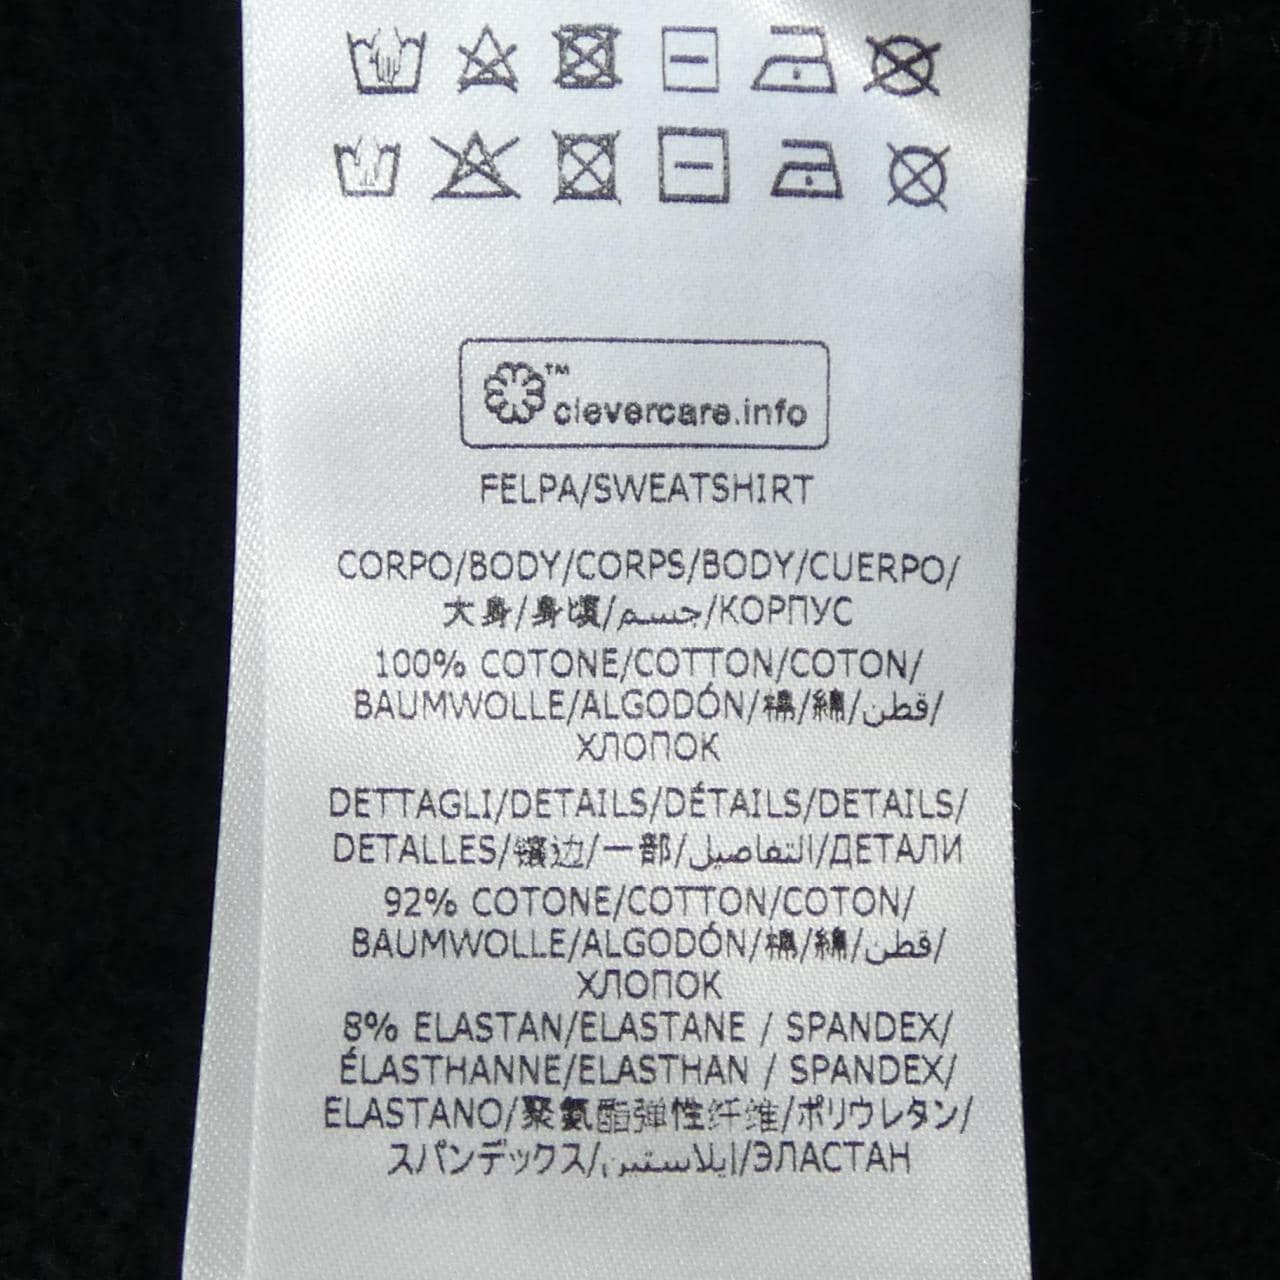 ™
clevercare.info
FELPA/SWEATSHIRT
CORPO/BODY/CORPS/BODY/CUERPO/
大身/身頃/جسم/КОРПУС
100% COTONE/COTTON/COTON/
BAUMWOLLE/ALGODÓN/棉/綿/قطن/
ХЛОПОК
DETTAGLI/DETAILS/DÉTAILS/DETAILS/
DETALLES/镶边/一部/التفاصيل/ДЕТАЛИ
92% COTONE/COTTON/COTON/
BAUMWOLLE/ALGODÓN/棉/綿/قطن/
ХЛОПОК
8% ELASTAN/ELASTANE / SPANDEX/
ÉLASTHANNE/ELASTHAN / SPANDEX/
ELASTANO/聚氨酯弹性纤维/ポリウレタン/
スパンデックス/إيلاستين/ЭЛАСТАН